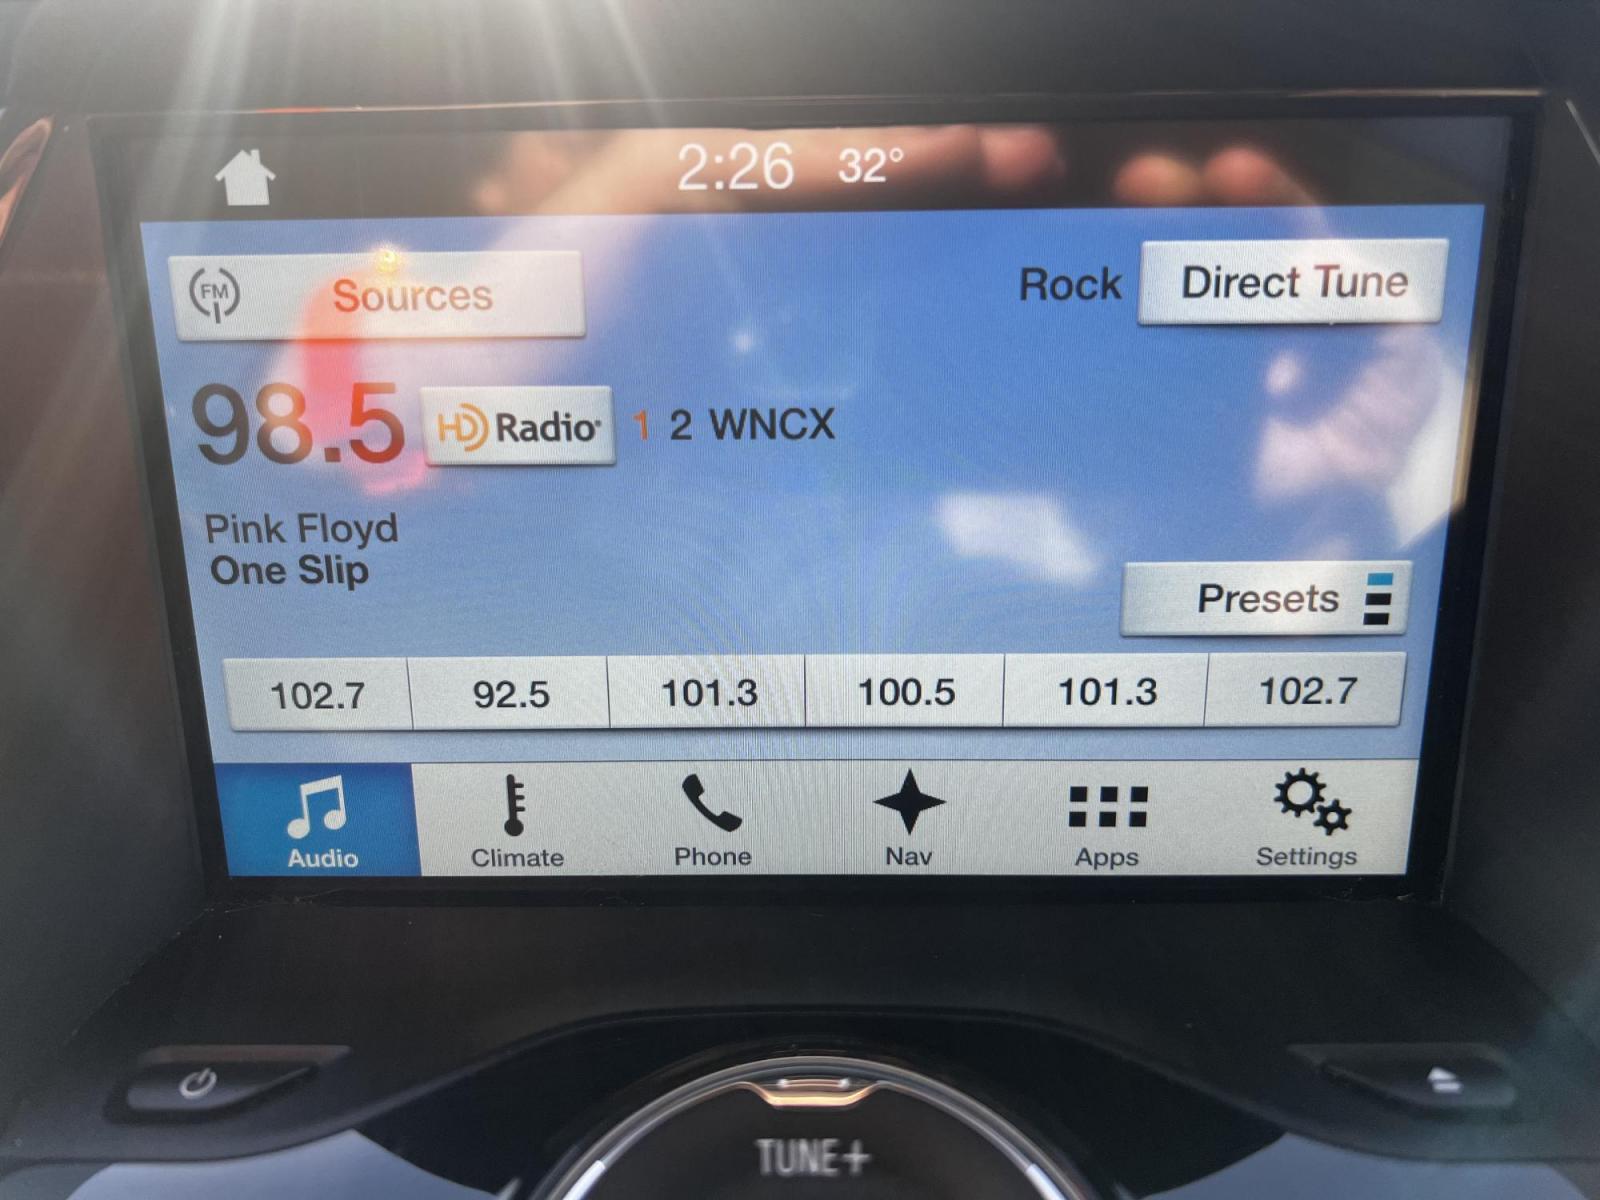 2:26 32°
FM Sources
Rock Direct Tune
98.5 HD Radio® 1 2 WNCX
Pink Floyd
One Slip
Presets
102.7 92.5 101.3 100.5 101.3 102.7
Audio Climate Phone Nav Apps Settings
TUNE+